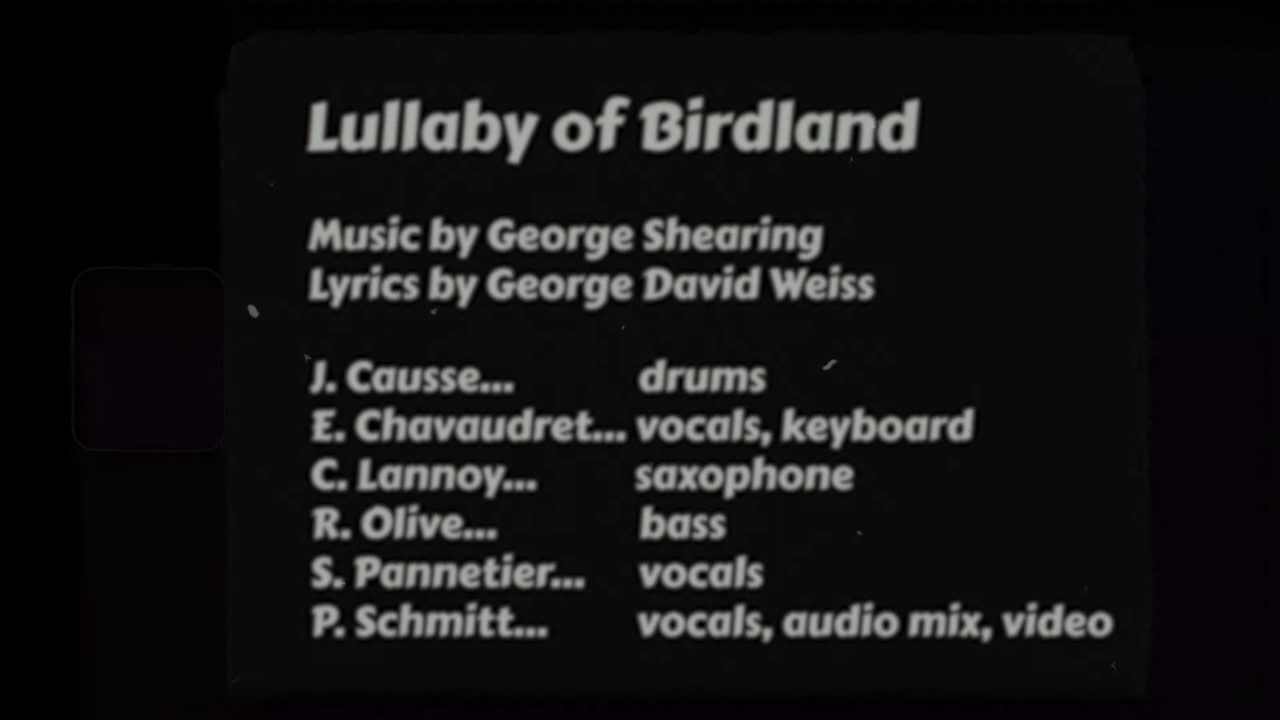 Lullaby of Birdland
Music by George Shearing
Lyrics by George David Weiss
J. Causse... drums
E. Chavaudret... vocals, keyboard
C. Lannoy... saxophone
R. Olive... bass
S. Pannetier... vocals
P. Schmitt... vocals, audio mix, video